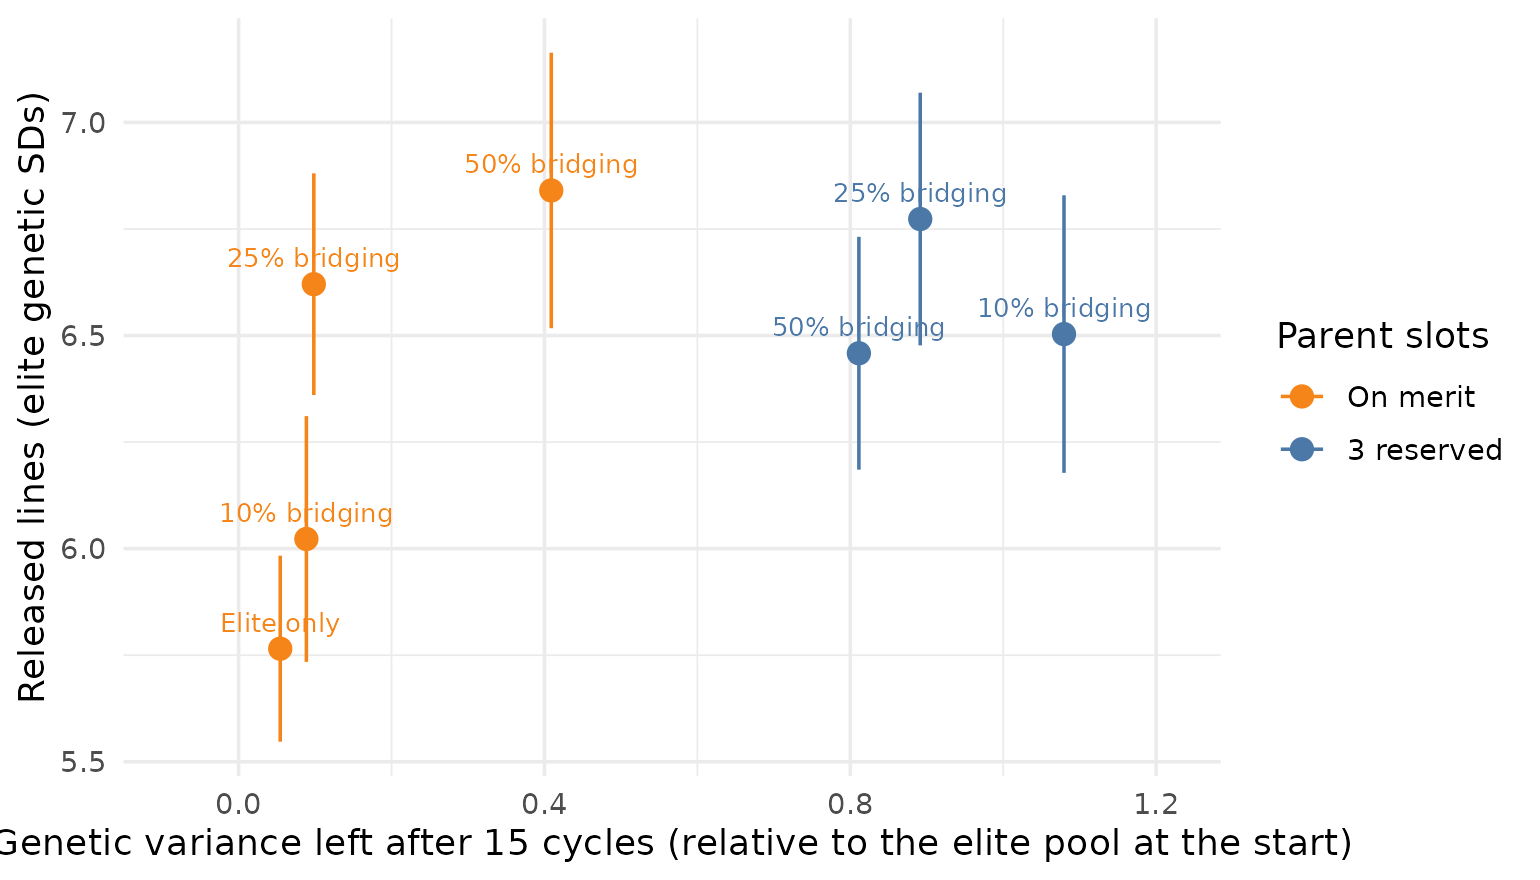 Released lines (elite genetic SDs)
7.0
6.5
6.0
5.5
50% bridging
25% bridging
25% bridging
10% bridging
50% bridging
10% bridging
Elite only
0.0
0.4
0.8
1.2
Genetic variance left after 15 cycles (relative to the elite pool at the start)
Parent slots
On merit
3 reserved